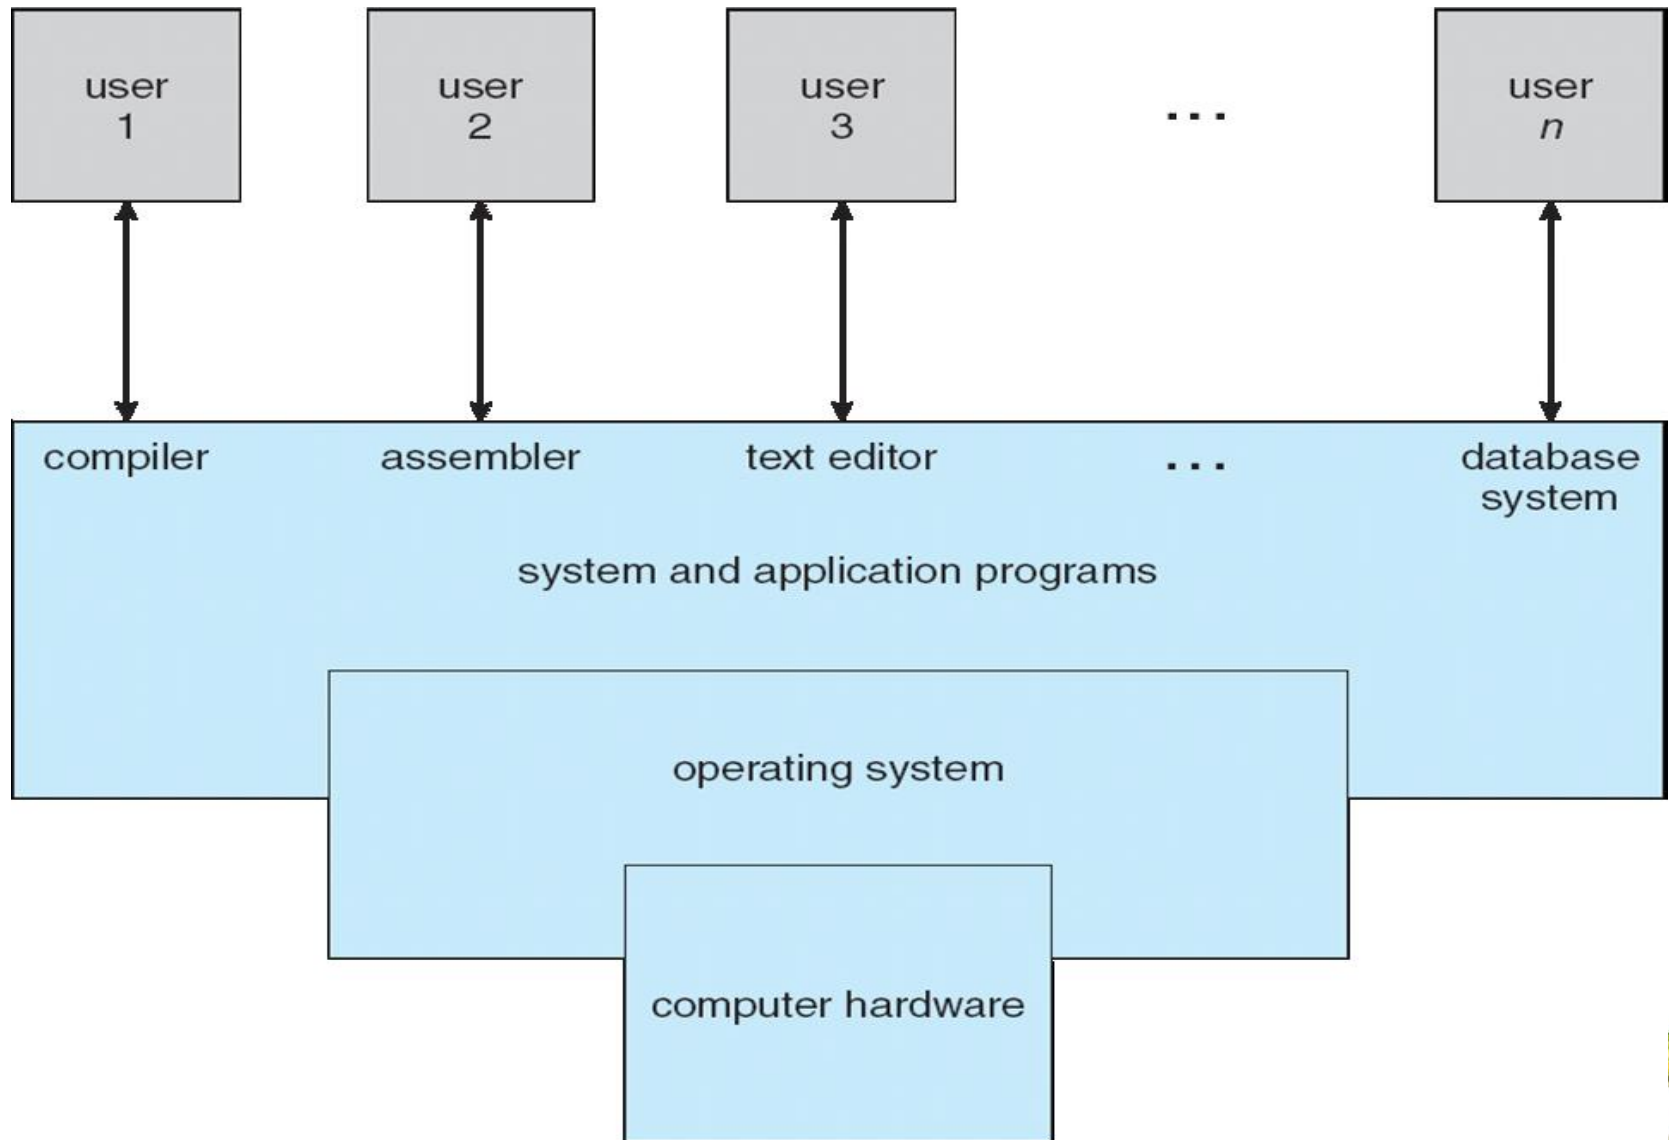 user
1
user
2
user
3
...
user
n
compiler
assembler
text editor
...
database
system
system and application programs
operating system
computer hardware